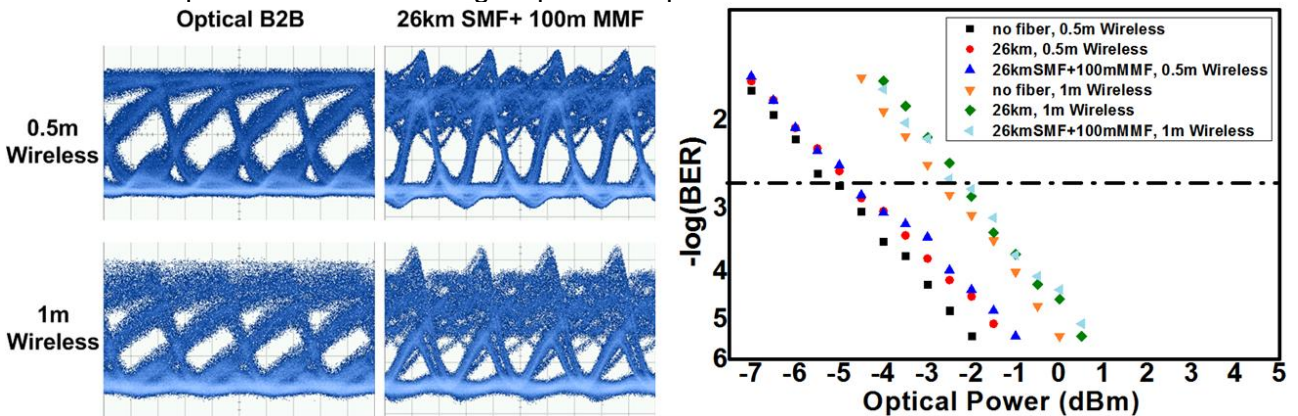 Optical B2B
26km SMF+ 100m MMF
0.5m
Wireless
1m
Wireless
no fiber, 0.5m Wireless
26km, 0.5m Wireless
26kmSMF+100mMMF, 0.5m Wireless
no fiber, 1m Wireless
26km, 1m Wireless
26kmSMF+100mMMF, 1m Wireless
-log(BER)
2
3
4
5
6
-7 -6 -5 -4 -3 -2 -1 0 1 2 3 4 5
Optical Power (dBm)